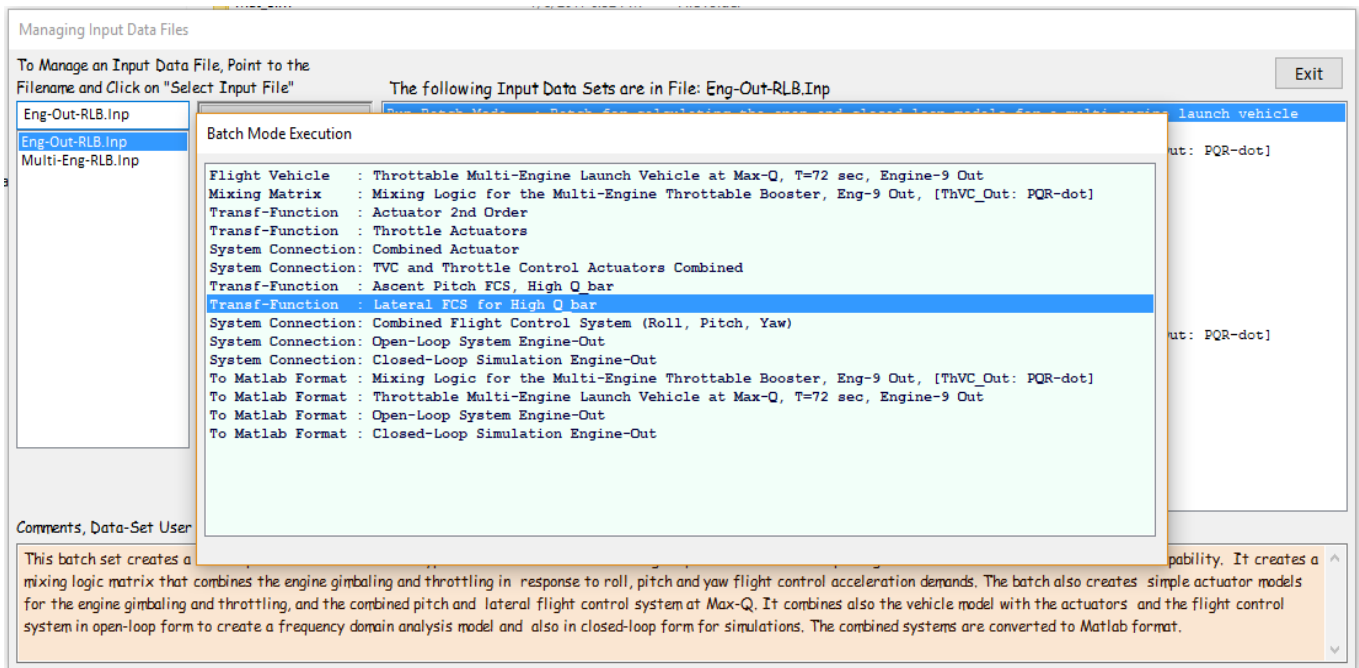 Managing Input Data Files
To Manage an Input Data File, Point to the
Filename and Click on "Select Input File"
The following Input Data Sets are in File: Eng-Out-RLB.Inp
Exit
Eng-Out-RLB.Inp
Eng-Out-RLB.Inp
Multi-Eng-RLB.Inp
launch vehicle
ut: PQR-dot]
ut: PQR-dot]
Batch Mode Execution
Flight Vehicle : Throttable Multi-Engine Launch Vehicle at Max-Q, T=72 sec, Engine-9 Out
Mixing Matrix : Mixing Logic for the Multi-Engine Throttable Booster, Eng-9 Out, [ThVC_Out: PQR-dot]
Transf-Function : Actuator 2nd Order
Transf-Function : Throttle Actuators
System Connection: Combined Actuator
System Connection: TVC and Throttle Control Actuators Combined
Transf-Function : Ascent Pitch FCS, High Q_bar
Transf-Function : Lateral FCS for High Q_bar
System Connection: Combined Flight Control System (Roll, Pitch, Yaw)
System Connection: Open-Loop System Engine-Out
System Connection: Closed-Loop Simulation Engine-Out
To Matlab Format : Mixing Logic for the Multi-Engine Throttable Booster, Eng-9 Out, [ThVC_Out: PQR-dot]
To Matlab Format : Throttable Multi-Engine Launch Vehicle at Max-Q, T=72 sec, Engine-9 Out
To Matlab Format : Open-Loop System Engine-Out
To Matlab Format : Closed-Loop Simulation Engine-Out
Comments, Data-Set User
This batch set creates a pability. It creates a
mixing logic matrix that combines the engine gimbaling and throttling in response to roll, pitch and yaw flight control acceleration demands. The batch also creates simple actuator models
for the engine gimbaling and throttling, and the combined pitch and lateral flight control system at Max-Q. It combines also the vehicle model with the actuators and the flight control
system in open-loop form to create a frequency domain analysis model and also in closed-loop form for simulations. The combined systems are converted to Matlab format.